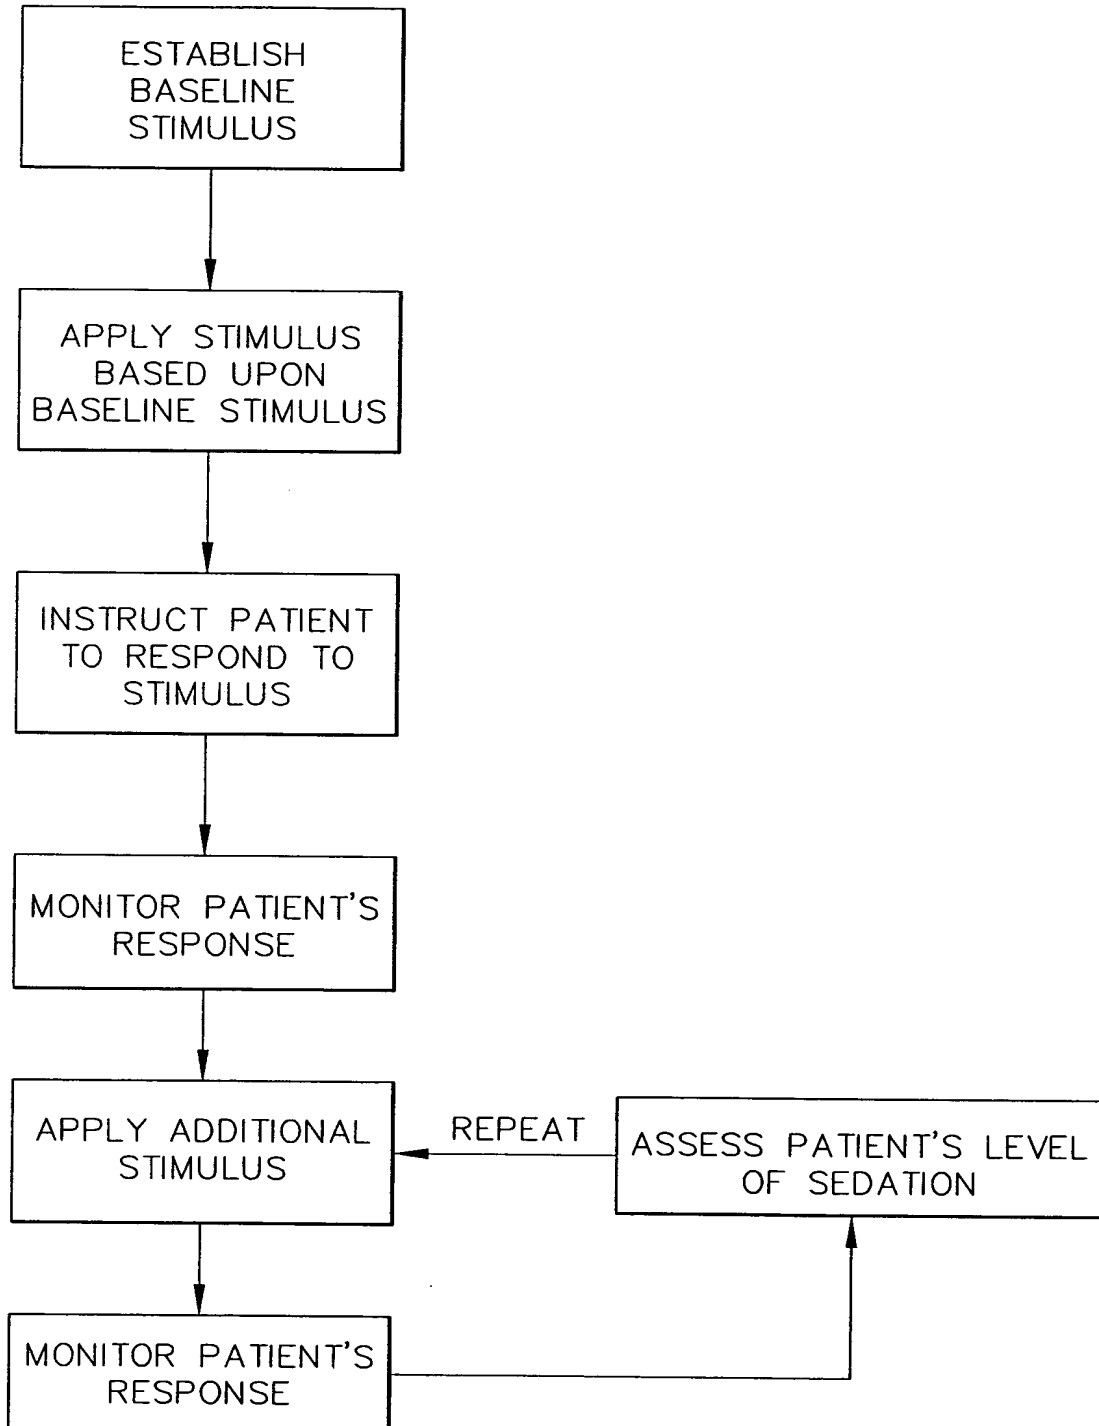 ESTABLISH
BASELINE
STIMULUS
APPLY STIMULUS
BASED UPON
BASELINE STIMULUS
INSTRUCT PATIENT
TO RESPOND TO
STIMULUS
MONITOR PATIENT'S
RESPONSE
APPLY ADDITIONAL
STIMULUS
REPEAT
ASSESS PATIENT'S LEVEL
OF SEDATION
MONITOR PATIENT'S
RESPONSE